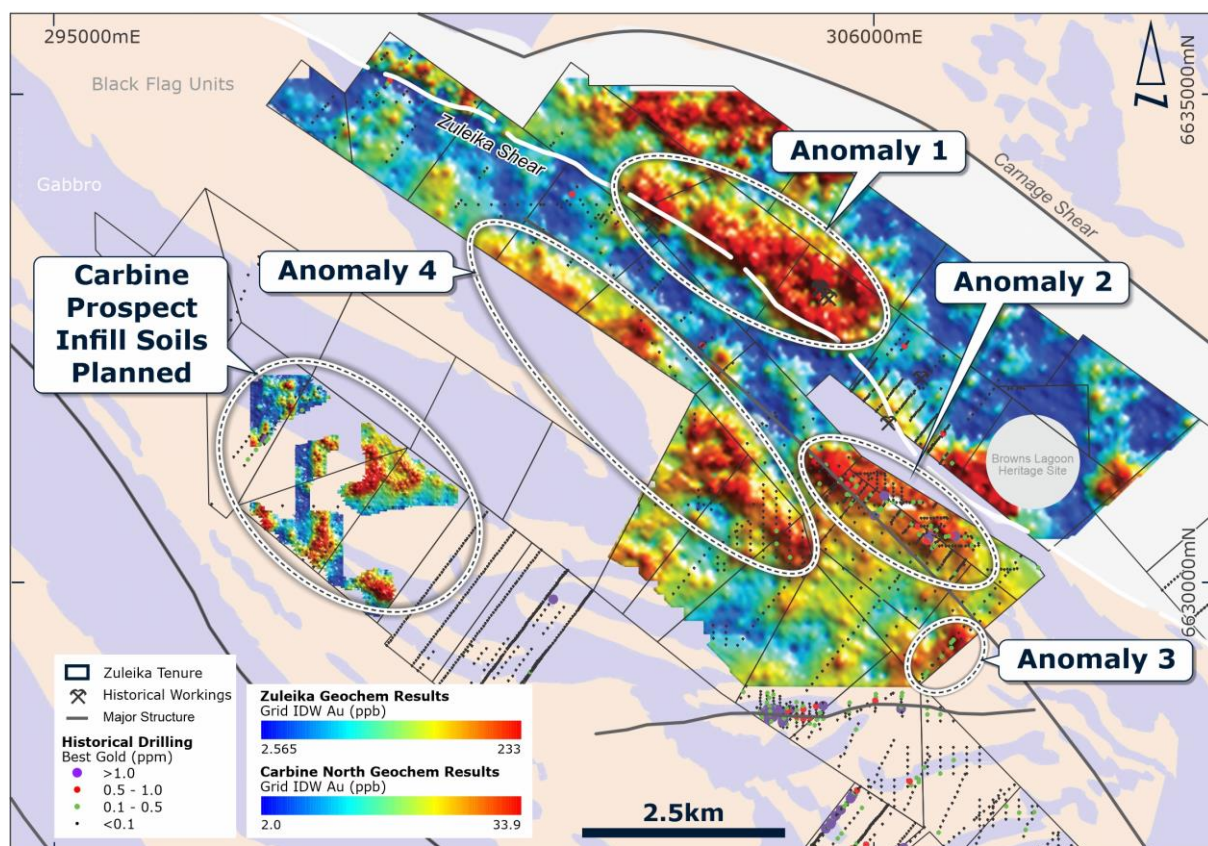 295000mE
306000mE
Black Flag Units
6635000mN
Zuleika Shear
Anomaly 1
Carnage Shear
Gabbro
Anomaly 4
Anomaly 2
Carbine
Prospect
Infill Soils
Planned
Browns Lagoon
Heritage Site
6630000mN
Anomaly 3
Zuleika Tenure
Historical Workings
Major Structure
Historical Drilling
Best Gold (ppm)
>1.0
0.5 - 1.0
0.1 - 0.5
<0.1
Zuleika Geochem Results
Grid IDW Au (ppb)
2.565 233
Carbine North Geochem Results
Grid IDW Au (ppb)
2.0 33.9
2.5km